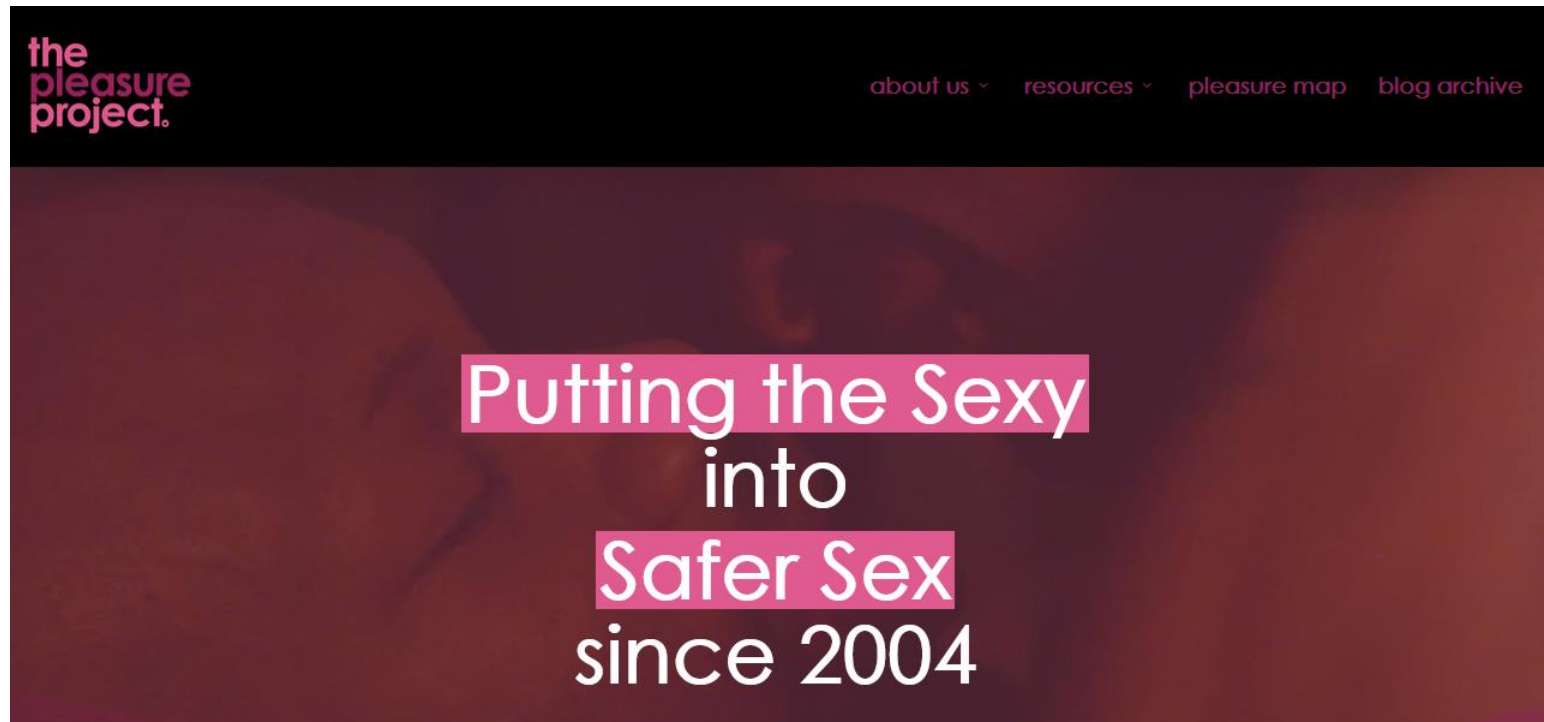 the
pleasure
project.
about us
resources
pleasure map
blog archive
Putting the Sexy
into
Safer Sex
since 2004